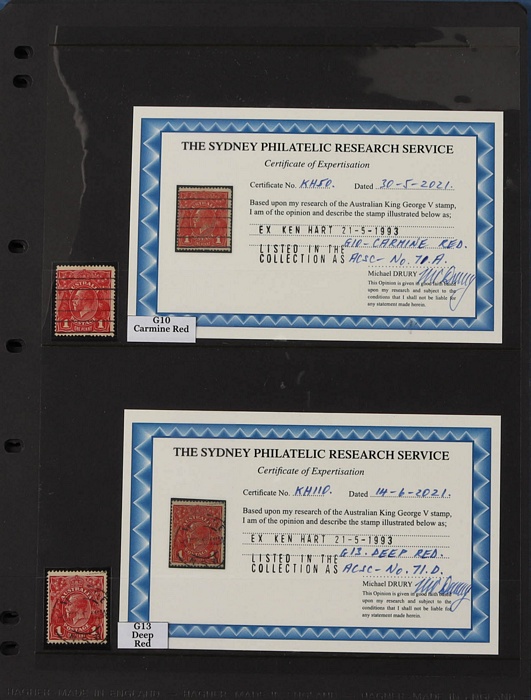 THE SYDNEY PHILATELIC RESEARCH SERVICE
Certificate of Expertisation
Certificate No. KH50. Dated 30-5-2021.
Based upon my research of the Australian King George V stamp,
I am of the opinion and describe the stamp illustrated below as;
EX KEN HART 21-5-1993
G10-CARMINE RED.
LISTED IN THE
COLLECTION AS ACSC- No. 70.A.
Michael DRURY
This Opinion is given in good faith
upon my research and subject to the
conditions that I shall not be liable for
any statement made herein.
G10
Carmine Red
THE SYDNEY PHILATELIC RESEARCH SERVICE
Certificate of Expertisation
Certificate No. KH110. Dated 14-6-2021.
Based upon my research of the Australian King George V stamp,
I am of the opinion and describe the stamp illustrated below as;
EX KEN HART 21-5-1993
LISTED IN THE G13-DEEP RED.
COLLECTION AS ACSC-No. 71.D.
Michael DRURY
This Opinion is given in good faith
upon my research and subject to the
conditions that I shall not be liable for
any statement made herein.
G13
Deep
Red
HAGNER MADE IN ENGLAND